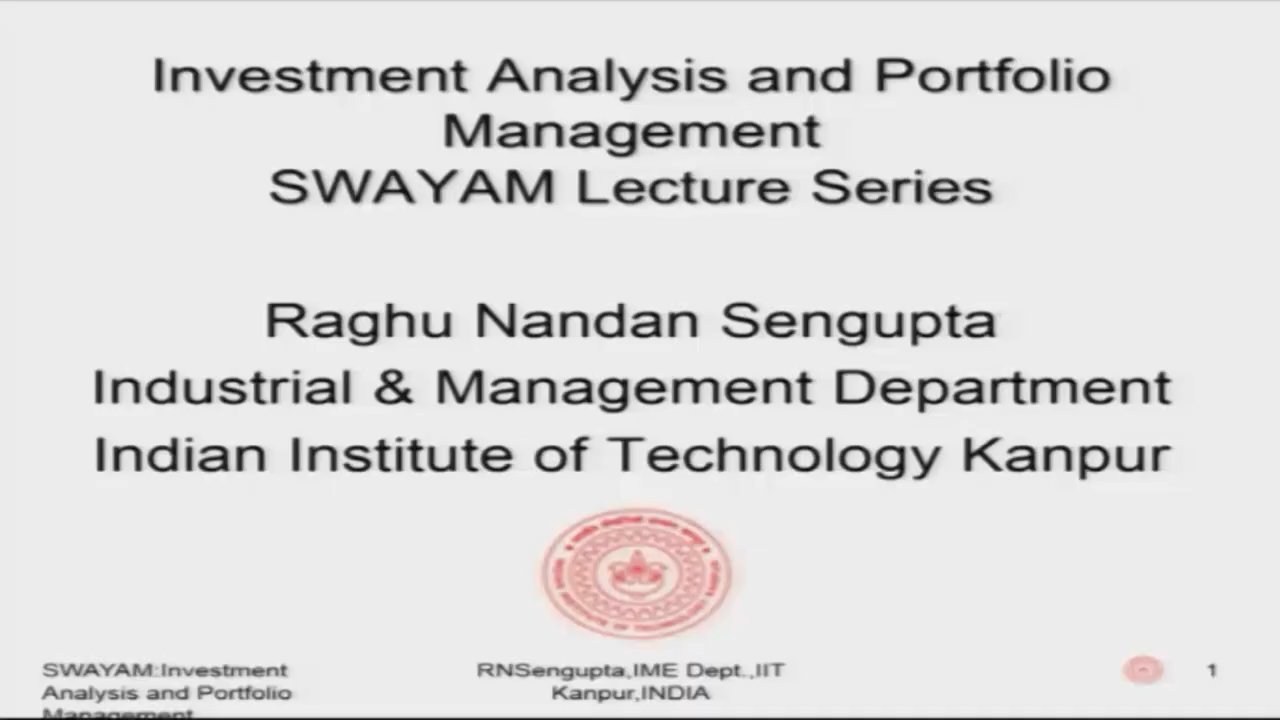 Investment Analysis and Portfolio
Management
SWAYAM Lecture Series
Raghu Nandan Sengupta
Industrial & Management Department
Indian Institute of Technology Kanpur
SWAYAM:Investment
Analysis and Portfolio
Management
RNSengupta,IME Dept.,IIT
Kanpur,INDIA
1